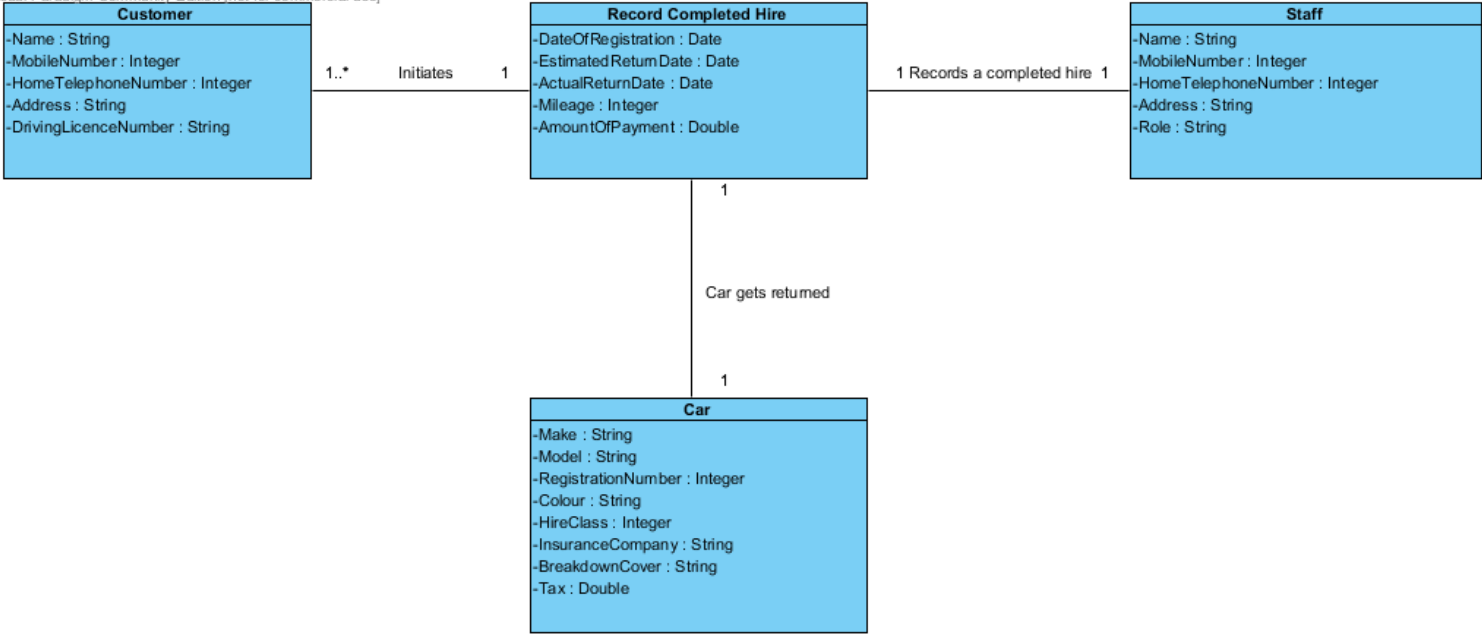 Customer
-Name : String
-MobileNumber : Integer
-HomeTelephoneNumber : Integer
-Address : String
-DrivingLicenceNumber : String
1..* Initiates 1
Record Completed Hire
-DateOfRegistration : Date
-EstimatedReturnDate : Date
-ActualReturnDate : Date
-Mileage : Integer
-AmountOfPayment : Double
1 Records a completed hire 1
Staff
-Name : String
-MobileNumber : Integer
-HomeTelephoneNumber : Integer
-Address : String
-Role : String
1
Car gets returned
1
Car
-Make : String
-Model : String
-RegistrationNumber : Integer
-Colour : String
-HireClass : Integer
-InsuranceCompany : String
-BreakdownCover : String
-Tax : Double